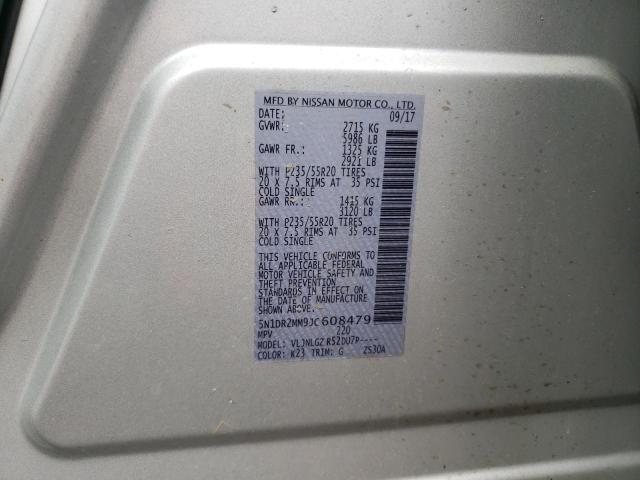 MFD BY NISSAN MOTOR CO., LTD.
DATE: 09/17
GVWR: 2715 KG
5986 LB
GAWR FR.: 1325 KG
2921 LB
WITH P235/55R20 TIRES
20 X 7.5 RIMS AT 35 PSI
COLD SINGLE
GAWR RR.: 1415 KG
3120 LB
WITH P235/55R20 TIRES
20 X 7.5 RIMS AT 35 PSI
COLD SINGLE
THIS VEHICLE CONFORMS TO
ALL APPLICABLE FEDERAL
MOTOR VEHICLE SAFETY AND
THEFT PREVENTION
STANDARDS IN EFFECT ON
THE DATE OF MANUFACTURE
5N1DR2MM9JC608479
MPV 220
MODEL: VLJNLGZ R52DUZP----
COLOR: K23 TRIM: G ZS30A